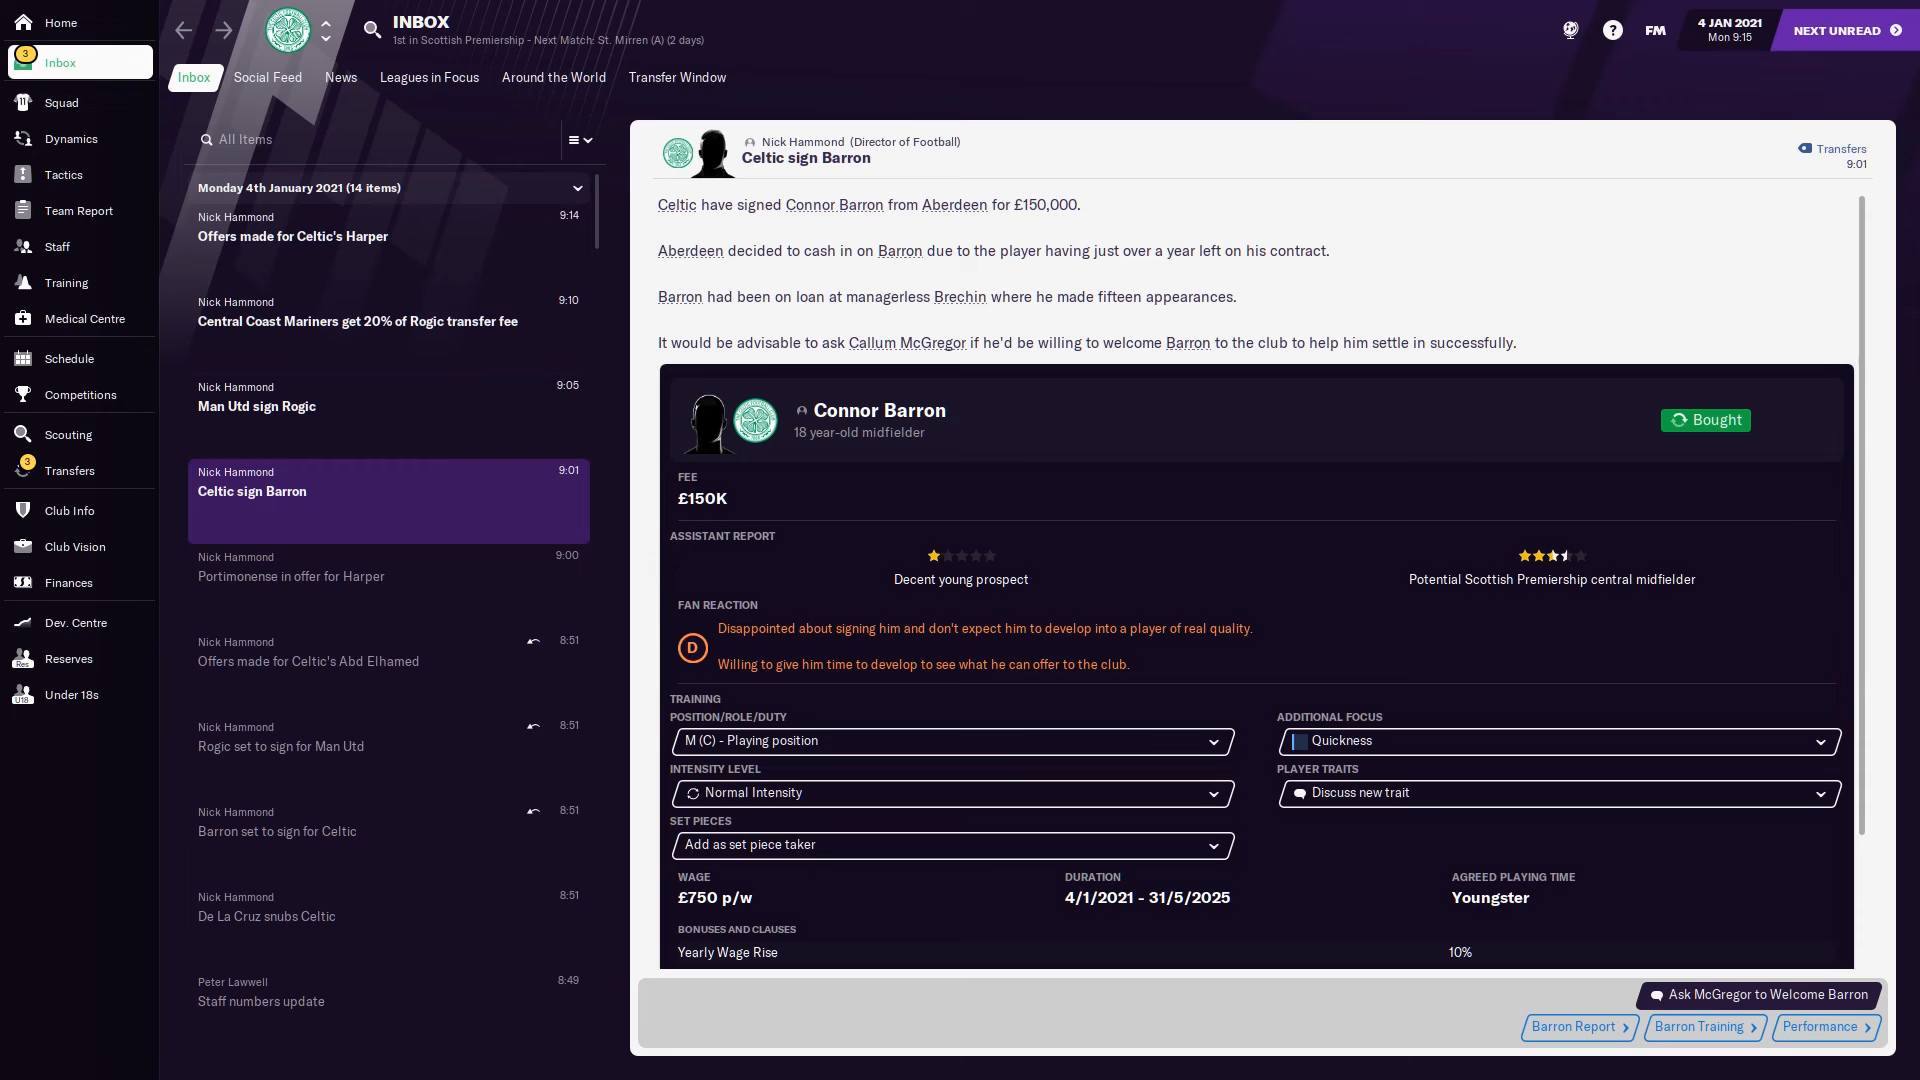 Home
3
Inbox
Squad
Dynamics
Tactics
Team Report
Staff
Training
Medical Centre
Schedule
Competitions
Scouting
3
Transfers
Club Info
Club Vision
Finances
Dev. Centre
Res
Reserves
U18
Under 18s
INBOX
1st in Scottish Premiership - Next Match: St. Mirren (A) (2 days)
FM
4 JAN 2021
Mon 9:15
NEXT UNREAD
Inbox
Social Feed
News
Leagues in Focus
Around the World
Transfer Window
All Items
Monday 4th January 2021 (14 items)
Nick Hammond 9:14
Offers made for Celtic's Harper
Nick Hammond 9:10
Central Coast Mariners get 20% of Rogic transfer fee
Nick Hammond 9:05
Man Utd sign Rogic
Nick Hammond 9:01
Celtic sign Barron
Nick Hammond 9:00
Portimonense in offer for Harper
Nick Hammond 8:51
Offers made for Celtic's Abd Elhamed
Nick Hammond 8:51
Rogic set to sign for Man Utd
Nick Hammond 8:51
Barron set to sign for Celtic
Nick Hammond 8:51
De La Cruz snubs Celtic
Peter Lawwell 8:49
Staff numbers update
Nick Hammond (Director of Football)
Celtic sign Barron
Transfers
9:01
Celtic have signed Connor Barron from Aberdeen for £150,000.
Aberdeen decided to cash in on Barron due to the player having just over a year left on his contract.
Barron had been on loan at managerless Brechin where he made fifteen appearances.
It would be advisable to ask Callum McGregor if he'd be willing to welcome Barron to the club to help him settle in successfully.
Connor Barron
18 year-old midfielder
Bought
FEE
£150K
ASSISTANT REPORT
Decent young prospect
Potential Scottish Premiership central midfielder
FAN REACTION
D
Disappointed about signing him and don't expect him to develop into a player of real quality.
Willing to give him time to develop to see what he can offer to the club.
TRAINING
POSITION/ROLE/DUTY
M (C) - Playing position
ADDITIONAL FOCUS
Quickness
INTENSITY LEVEL
Normal Intensity
PLAYER TRAITS
Discuss new trait
SET PIECES
Add as set piece taker
WAGE
£750 p/w
DURATION
4/1/2021 - 31/5/2025
AGREED PLAYING TIME
Youngster
BONUSES AND CLAUSES
Yearly Wage Rise 10%
Ask McGregor to Welcome Barron
Barron Report
Barron Training
Performance